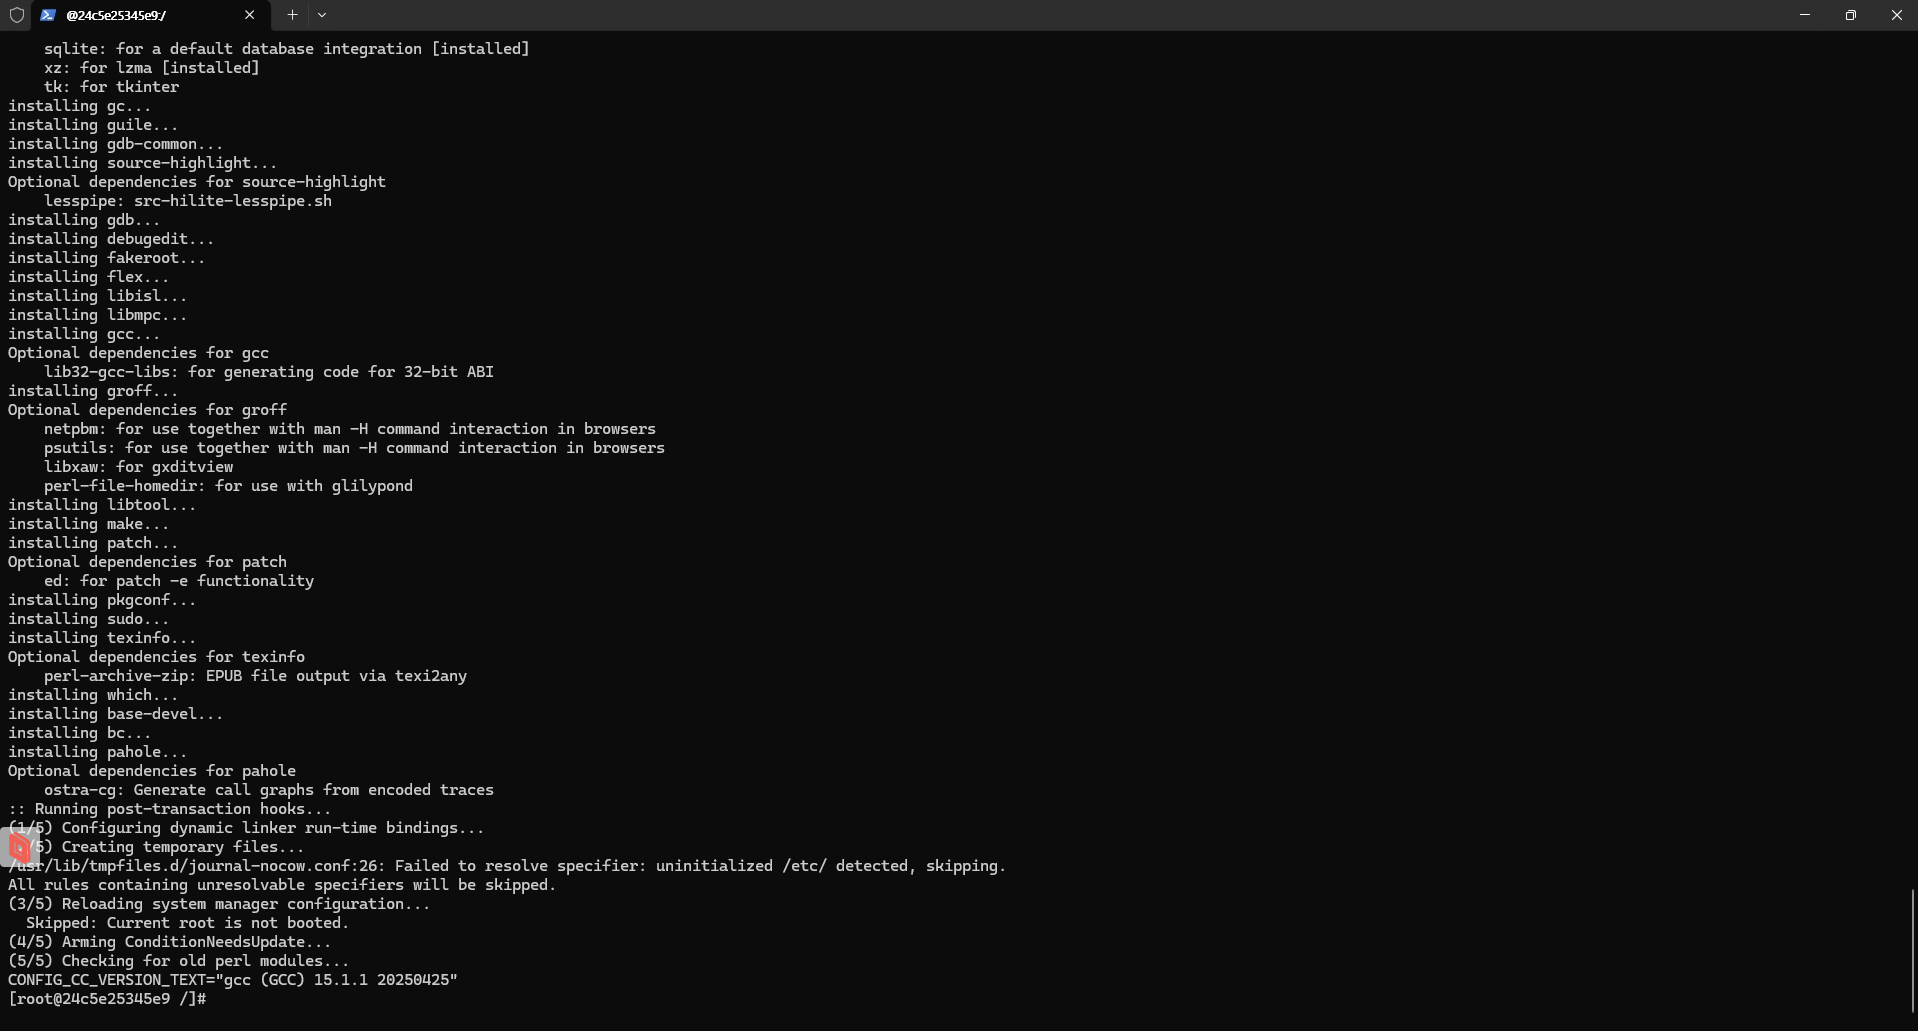 @24c5e25345e9:/
sqlite: for a default database integration [installed]
xz: for lzma [installed]
tk: for tkinter
installing gc...
installing guile...
installing gdb-common...
installing source-highlight...
Optional dependencies for source-highlight
lesspipe: src-hilite-lesspipe.sh
installing gdb...
installing debugedit...
installing fakeroot...
installing flex...
installing libisl...
installing libmpc...
installing gcc...
Optional dependencies for gcc
lib32-gcc-libs: for generating code for 32-bit ABI
installing groff...
Optional dependencies for groff
netpbm: for use together with man -H command interaction in browsers
psutils: for use together with man -H command interaction in browsers
libxaw: for gxditview
perl-file-homedir: for use with glilypond
installing libtool...
installing make...
installing patch...
Optional dependencies for patch
ed: for patch -e functionality
installing pkgconf...
installing sudo...
installing texinfo...
Optional dependencies for texinfo
perl-archive-zip: EPUB file output via texi2any
installing which...
installing base-devel...
installing bc...
installing pahole...
Optional dependencies for pahole
ostra-cg: Generate call graphs from encoded traces
:: Running post-transaction hooks...
(1/5) Configuring dynamic linker run-time bindings...
/5) Creating temporary files...
/usr/lib/tmpfiles.d/journal-nocow.conf:26: Failed to resolve specifier: uninitialized /etc/ detected, skipping.
All rules containing unresolvable specifiers will be skipped.
(3/5) Reloading system manager configuration...
Skipped: Current root is not booted.
(4/5) Arming ConditionNeedsUpdate...
(5/5) Checking for old perl modules...
CONFIG_CC_VERSION_TEXT="gcc (GCC) 15.1.1 20250425"
[root@24c5e25345e9 /]#